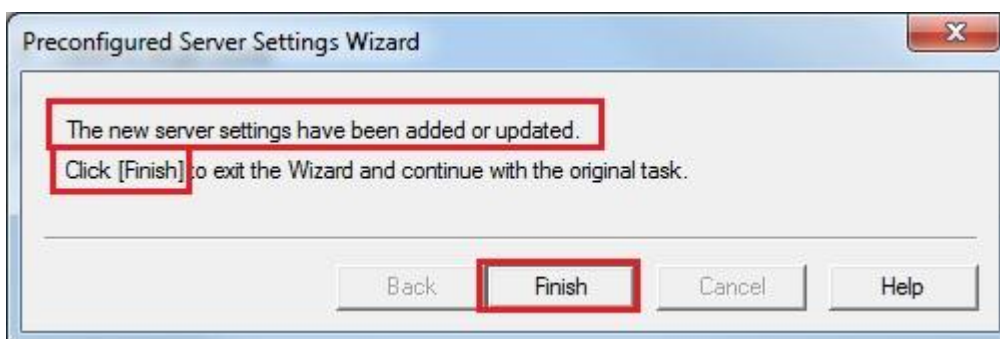 Preconfigured Server Settings Wizard
The new server settings have been added or updated.
Click [Finish] to exit the Wizard and continue with the original task.
Back Finish Cancel Help